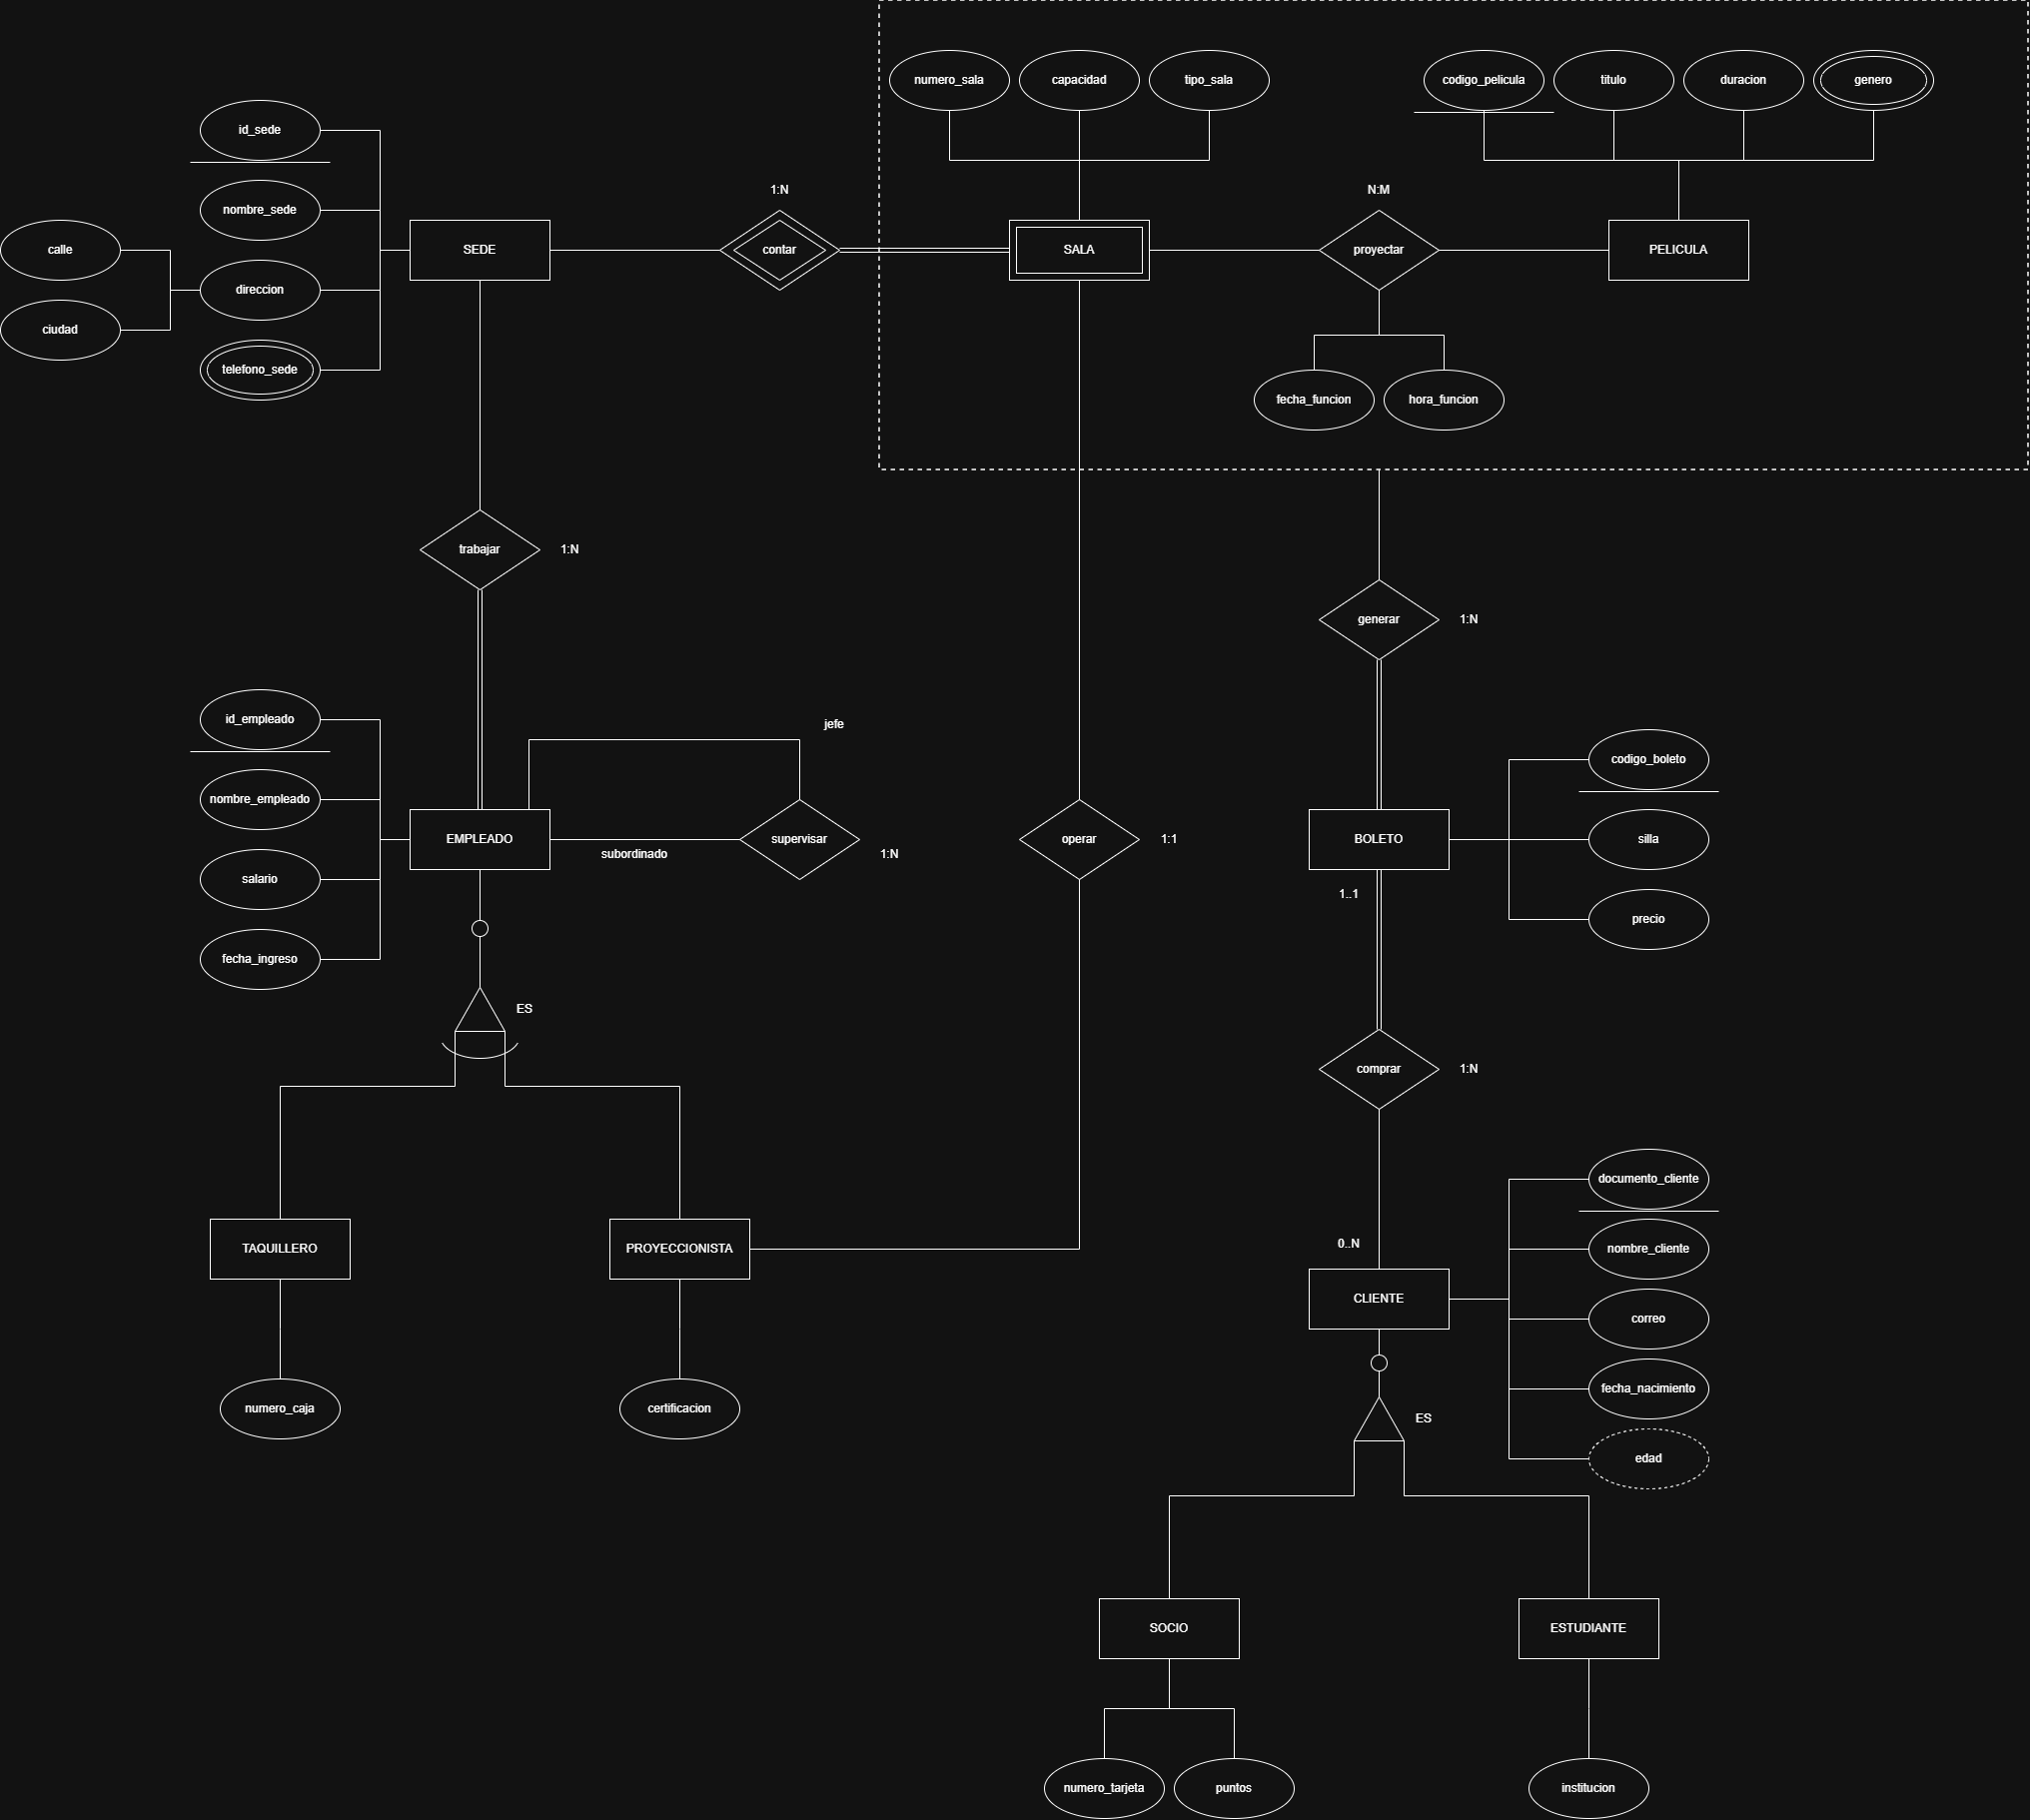 numero_sala
capacidad
tipo_sala
codigo_pelicula
titulo
duracion
genero
id_sede
nombre_sede
calle
direccion
ciudad
telefono_sede
SEDE
1:N
contar
SALA
N:M
proyectar
PELICULA
fecha_funcion
hora_funcion
trabajar
1:N
generar
1:N
id_empleado
nombre_empleado
salario
fecha_ingreso
EMPLEADO
jefe
subordinado
supervisar
1:N
operar
1:1
BOLETO
1..1
codigo_boleto
silla
precio
ES
comprar
1:N
TAQUILLERO
PROYECCIONISTA
numero_caja
certificacion
0..N
CLIENTE
documento_cliente
nombre_cliente
correo
fecha_nacimiento
edad
ES
SOCIO
ESTUDIANTE
numero_tarjeta
puntos
institucion